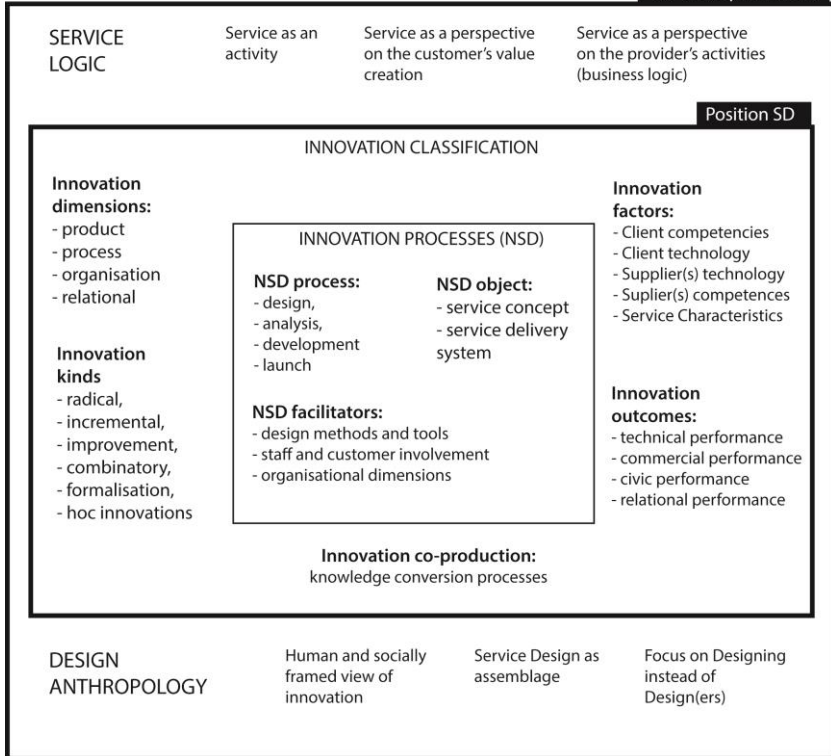 SERVICE
LOGIC
Service as an
activity
Service as a perspective
on the customer's value
creation
Service as a perspective
on the provider's activities
(business logic)
Position SD
INNOVATION CLASSIFICATION
Innovation
dimensions:
- product
- process
- organisation
- relational
Innovation
kinds
- radical,
- incremental,
- improvement,
- combinatory,
- formalisation,
- hoc innovations
INNOVATION PROCESSES (NSD)
NSD process:
- design,
- analysis,
- development
- launch
NSD object:
- service concept
- service delivery
system
NSD facilitators:
- design methods and tools
- staff and customer involvement
- organisational dimensions
Innovation
factors:
- Client competencies
- Client technology
- Supplier(s) technology
- Suplier(s) competences
- Service Characteristics
Innovation
outcomes:
- technical performance
- commercial performance
- civic performance
- relational performance
Innovation co-production:
knowledge conversion processes
DESIGN
ANTHROPOLOGY
Human and socially
framed view of
innovation
Service Design as
assemblage
Focus on Designing
instead of
Design(ers)